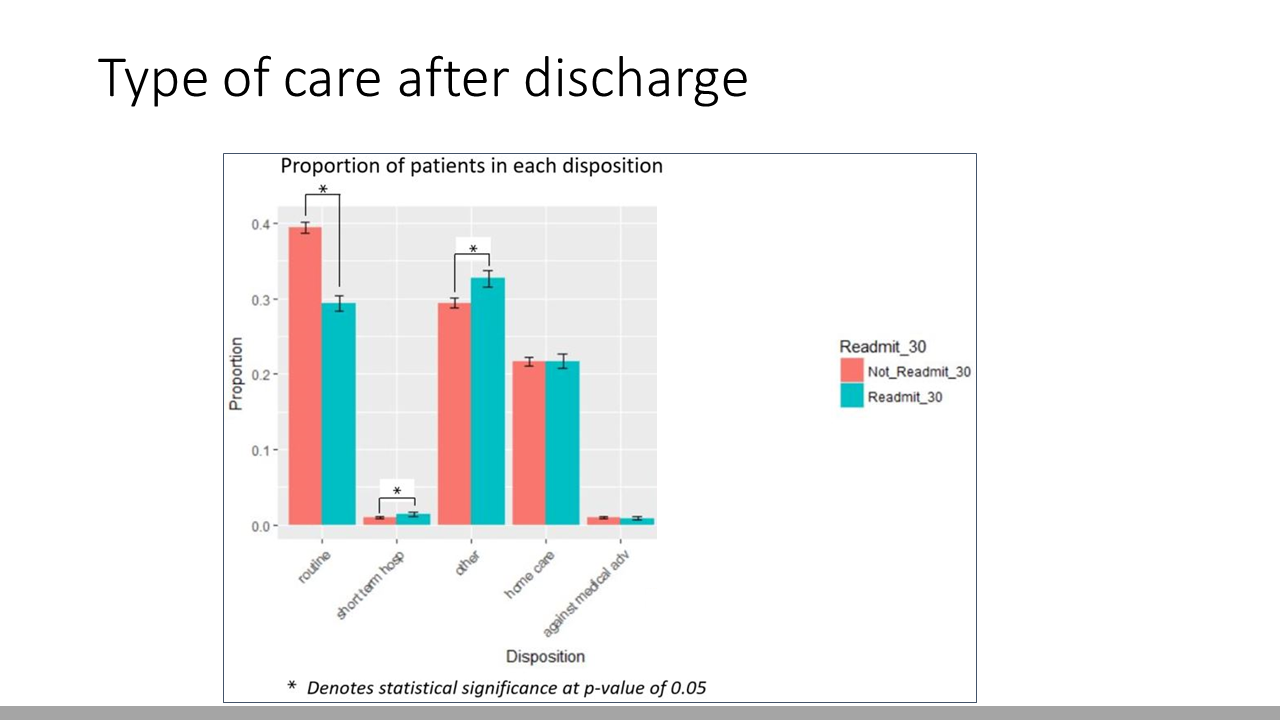 Type of care after discharge
Proportion of patients in each disposition
*
*
*
0.4
0.3
0.2
0.1
0.0
Proportion
routine
short term hosp
other
home care
against medical adv
Disposition
Readmit_30
Not_Readmit_30
Readmit_30
* Denotes statistical significance at p-value of 0.05